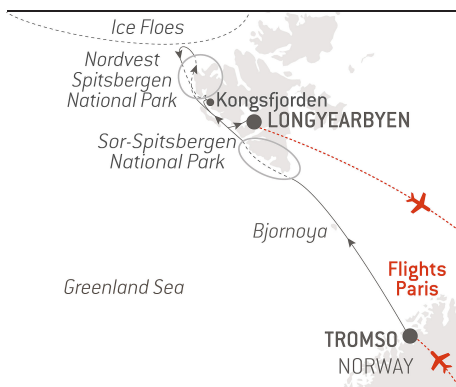 Ice Floes
Nordvest
Spitsbergen
National Park
Kongsfjorden
LONGYEARBYEN
Sor-Spitsbergen
National Park
Bjornoya
Flights
Paris
Greenland Sea
TROMSO
NORWAY